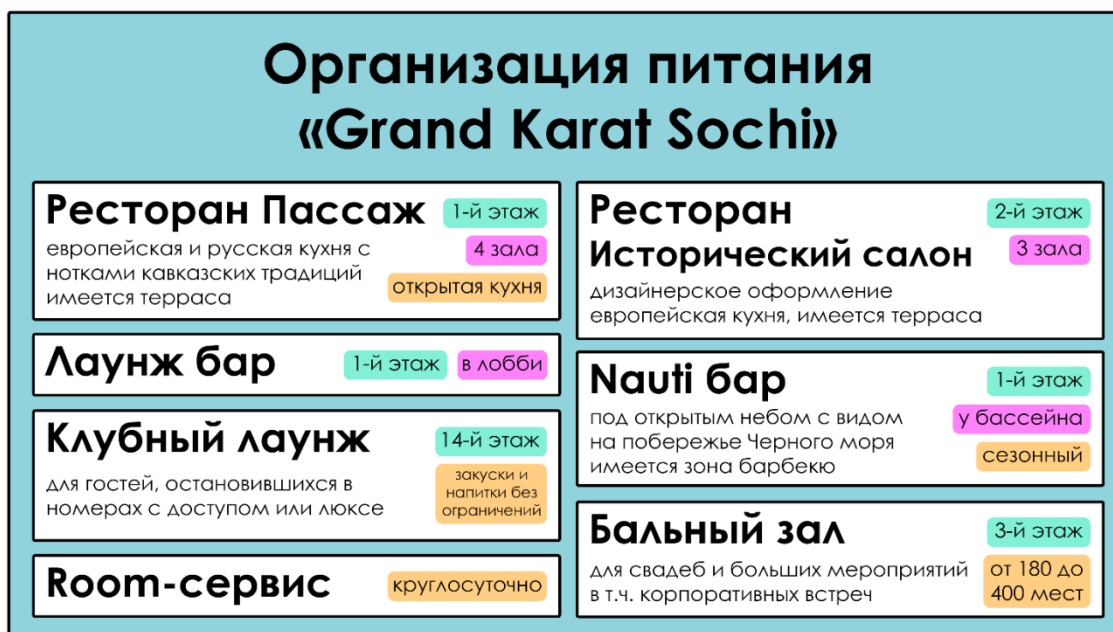 Организация питания
«Grand Karat Sochi»
Ресторан Пассаж
1-й этаж
европейская и русская кухня с
нотками кавказских традиций
имеется терраса
4 зала
открытая кухня
Лаунж бар
1-й этаж
в лобби
Клубный лаунж
14-й этаж
для гостей, остановившихся в
номерах с доступом или люксе
закуски и
напитки без
ограничений
Room-сервис
круглосуточно
Ресторан
Исторический салон
2-й этаж
3 зала
дизайнерское оформление
европейская кухня, имеется терраса
Nauti бар
1-й этаж
под открытым небом с видом
на побережье Черного моря
имеется зона барбекю
у бассейна
сезонный
Бальный зал
3-й этаж
для свадеб и больших мероприятий
в т.ч. корпоративных встреч
от 180 до
400 мест